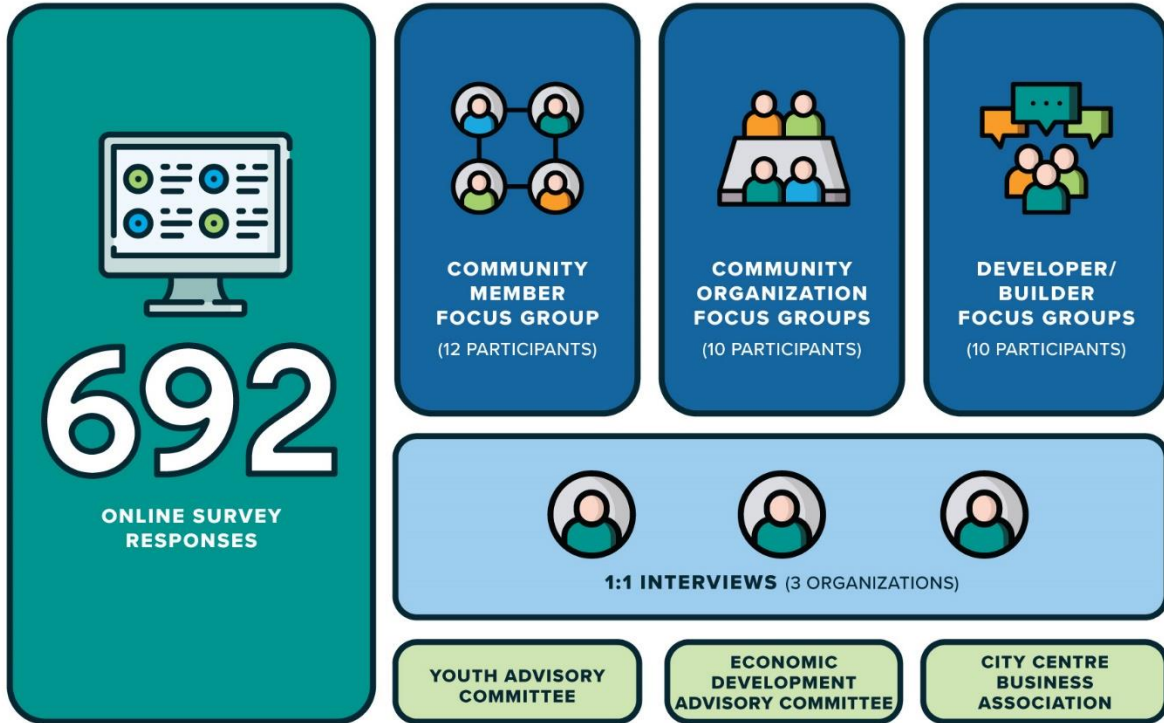 692
ONLINE SURVEY
RESPONSES
COMMUNITY
MEMBER
FOCUS GROUP
(12 PARTICIPANTS)
COMMUNITY
ORGANIZATION
FOCUS GROUPS
(10 PARTICIPANTS)
DEVELOPER/
BUILDER
FOCUS GROUPS
(10 PARTICIPANTS)
1:1 INTERVIEWS (3 ORGANIZATIONS)
YOUTH ADVISORY
COMMITTEE
ECONOMIC
DEVELOPMENT
ADVISORY COMMITTEE
CITY CENTRE
BUSINESS
ASSOCIATION